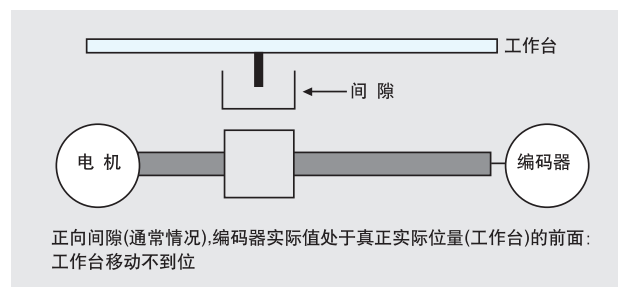 工作台
间 隙
电 机
编码器
正向间隙(通常情况),编码器实际值处于真正实际位量(工作台)的前面:
工作台移动不到位